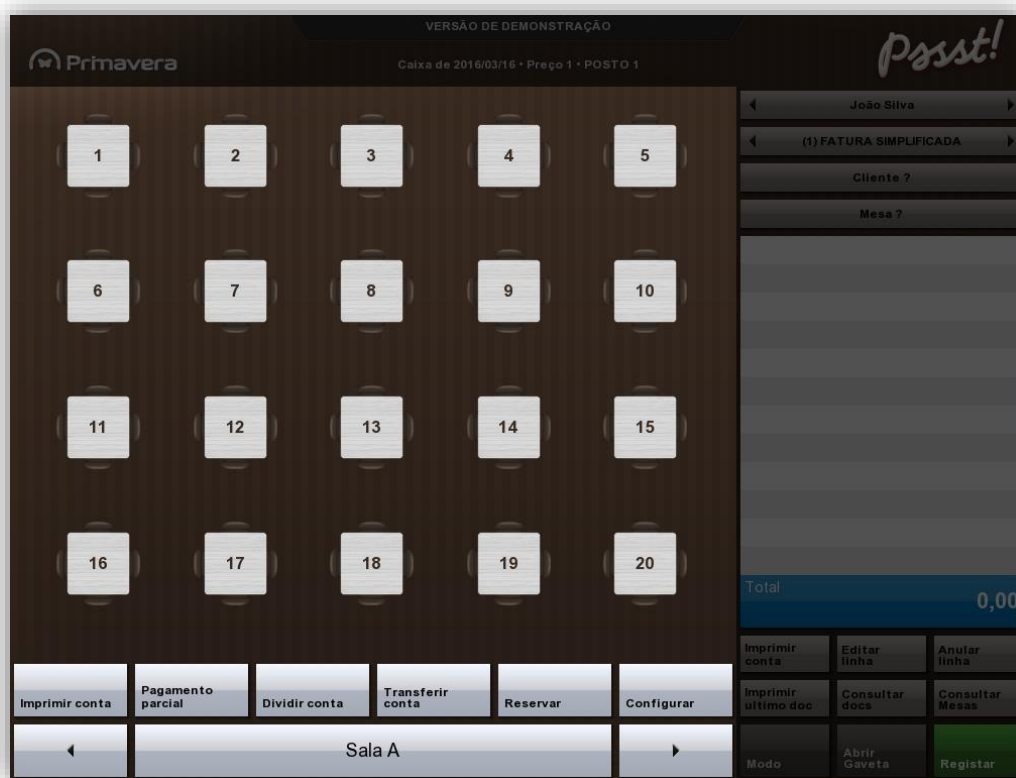 VERSÃO DE DEMONSTRAÇÃO
Primavera
Caixa de 2016/03/16 • Preço 1 • POSTO 1
Pssst!
João Silva
(1) FATURA SIMPLIFICADA
Cliente ?
Mesa ?
1 2 3 4 5
6 7 8 9 10
11 12 13 14 15
16 17 18 19 20
Total
0,00
Imprimir conta
Pagamento
parcial
Dividir conta
Transferir
conta
Reservar
Configurar
Sala A
Imprimir
conta
Editar
linha
Anular
linha
Imprimir
ultimo doc
Consultar
docs
Consultar
Mesas
Modo
Abrir
Gaveta
Registar